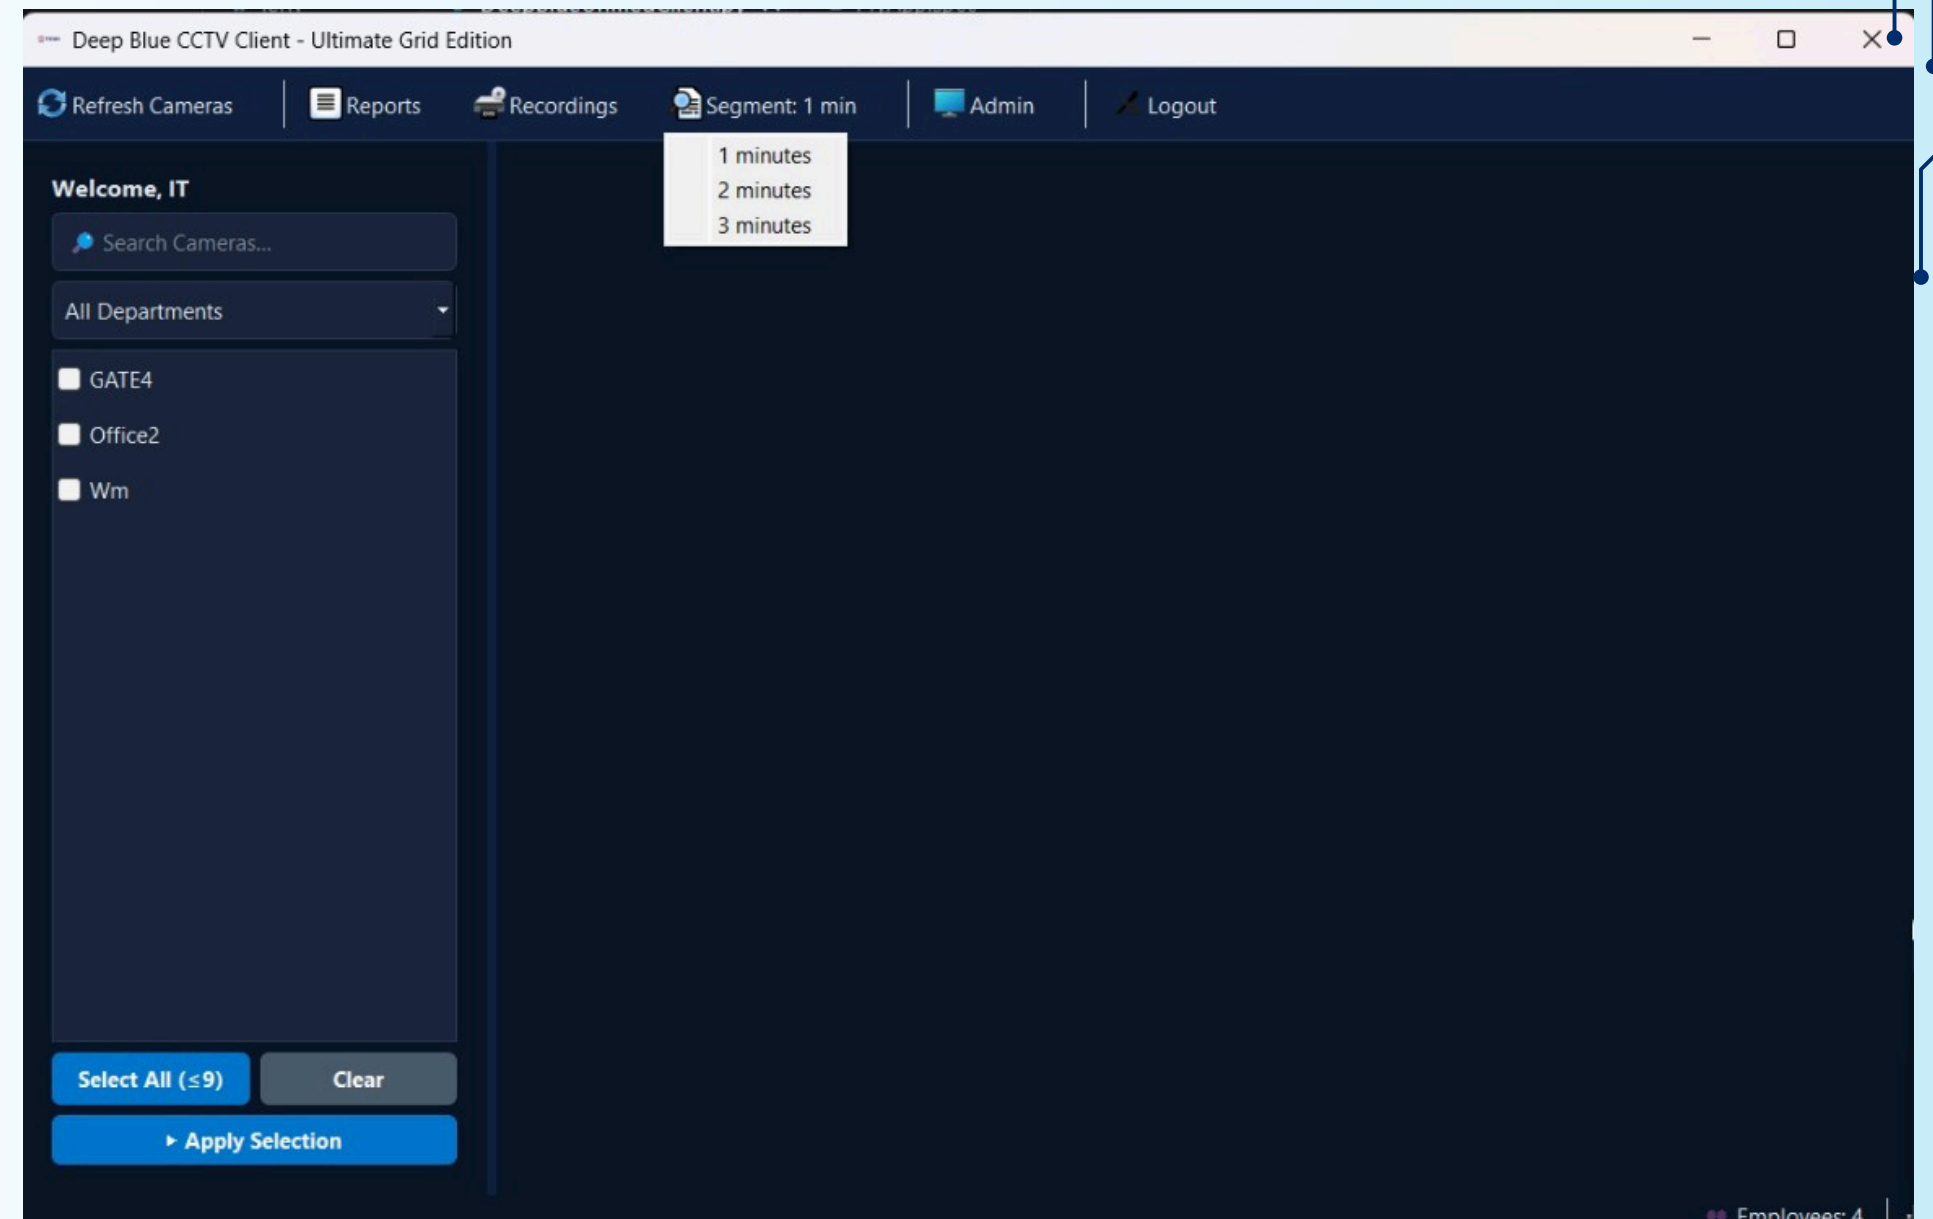 Deep Blue CCTV Client - Ultimate Grid Edition
Refresh Cameras Reports Recordings Segment: 1 min Admin Logout
1 minutes
2 minutes
3 minutes
Welcome, IT
Search Cameras...
All Departments
GATE4
Office2
Wm
Select All (≤9) Clear
Apply Selection
Employees: 4